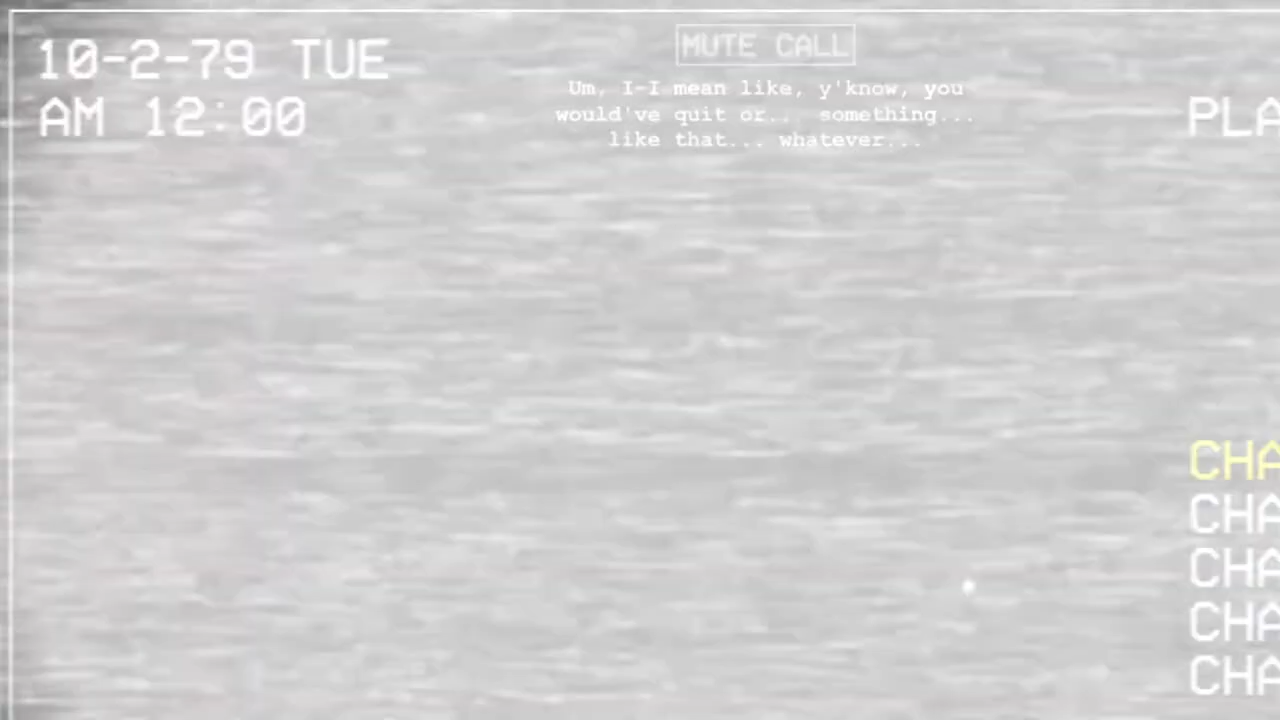 10-2-79 TUE
AM 12:00
MUTE CALL
Um, I-I mean like, y'know, you
would've quit or.. something...
like that... whatever...
PLA
CHA
CHA
CHA
CHA
CHA